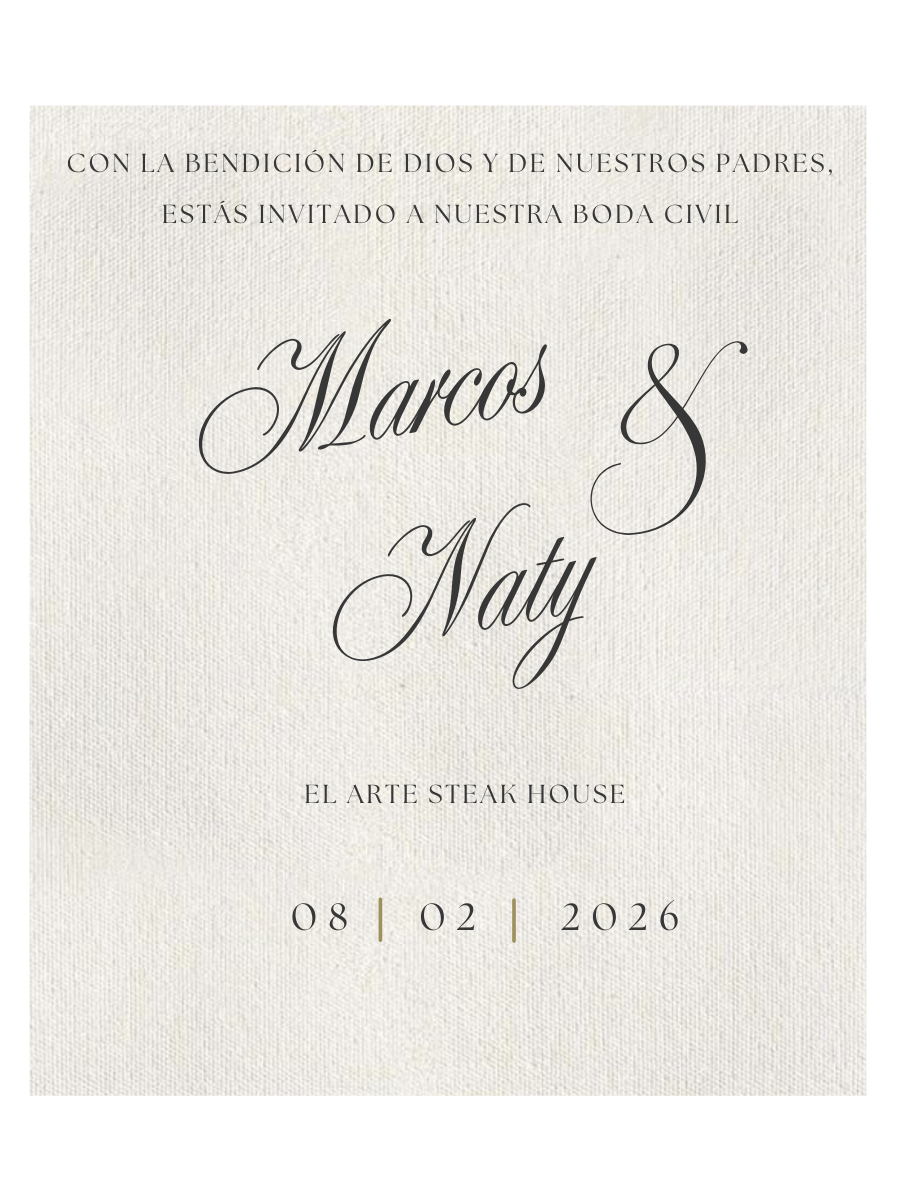 CON LA BENDICIÓN DE DIOS Y DE NUESTROS PADRES,
ESTÁS INVITADO A NUESTRA BODA CIVIL
Marcos &
Naty
EL ARTE STEAK HOUSE
08 | 02 | 2026